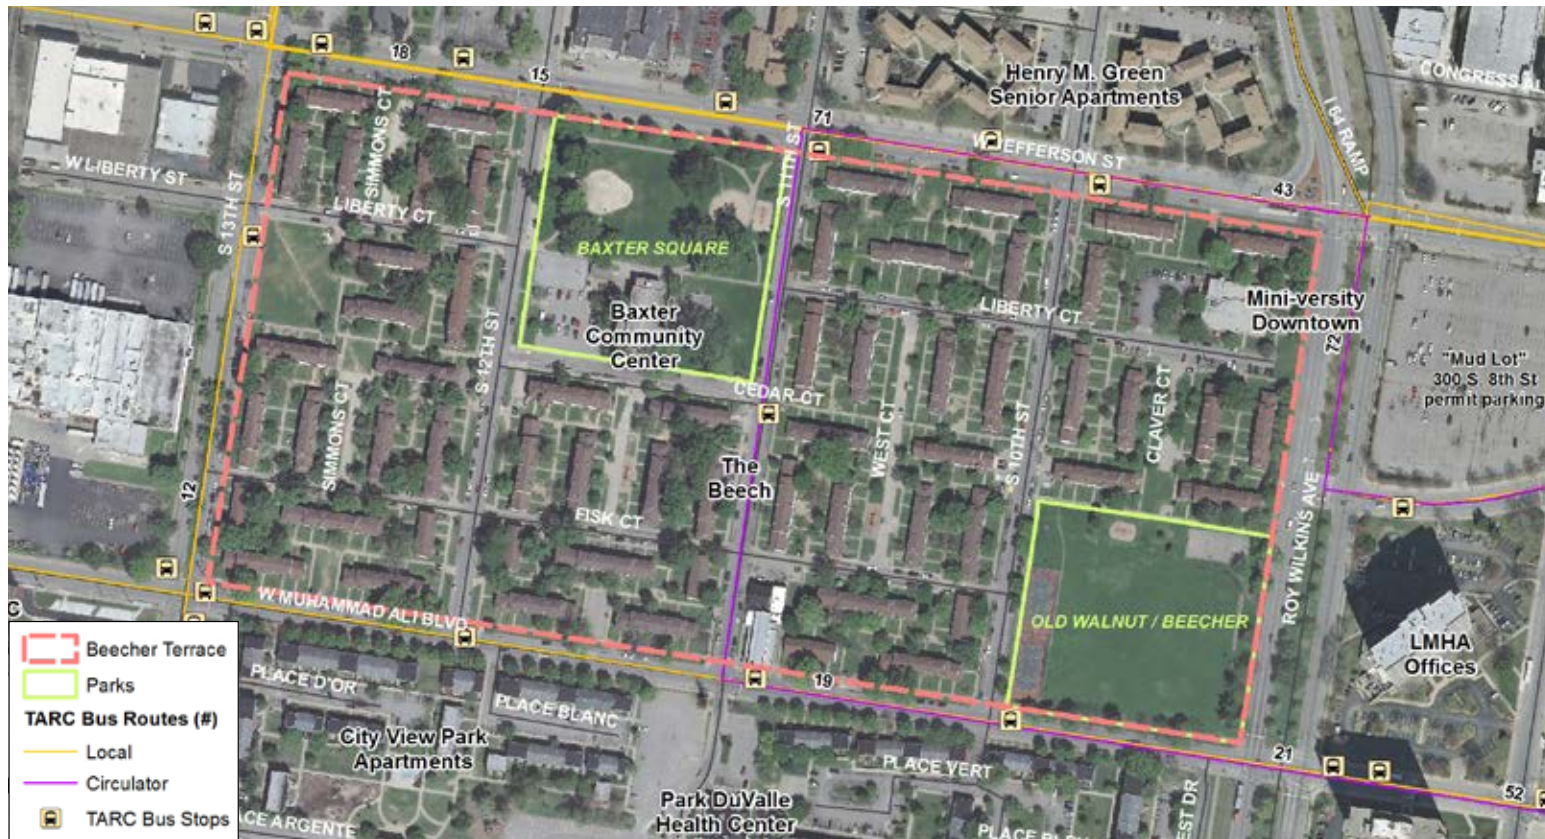 18
15
71
43
Henry M. Green
Senior Apartments
CONGRESS AL
I 64 RAMP
W JEFFERSON ST
W LIBERTY ST
SIMMONS CT
LIBERTY CT
S 13TH ST
S 11TH ST
BAXTER SQUARE
Baxter
Community
Center
S 12TH ST
LIBERTY CT
Mini-versity
Downtown
72
"Mud Lot"
300 S. 8th St
permit parking
CEDAR CT
SIMMONS CT
WEST CT
S 10TH ST
CLAVER CT
The
Beech
12
FISK CT
ROY WILKINS AVE
OLD WALNUT / BEECHER
LMHA
Offices
W MUHAMMAD ALI BLVD
19
21
52
C
PLACE D'OR
PLACE BLANC
City View Park
Apartments
PLACE VERT
Park DuValle
Health Center
ACE ARGENTE
EST DR
Beecher Terrace
Parks
TARC Bus Routes (#)
Local
Circulator
TARC Bus Stops